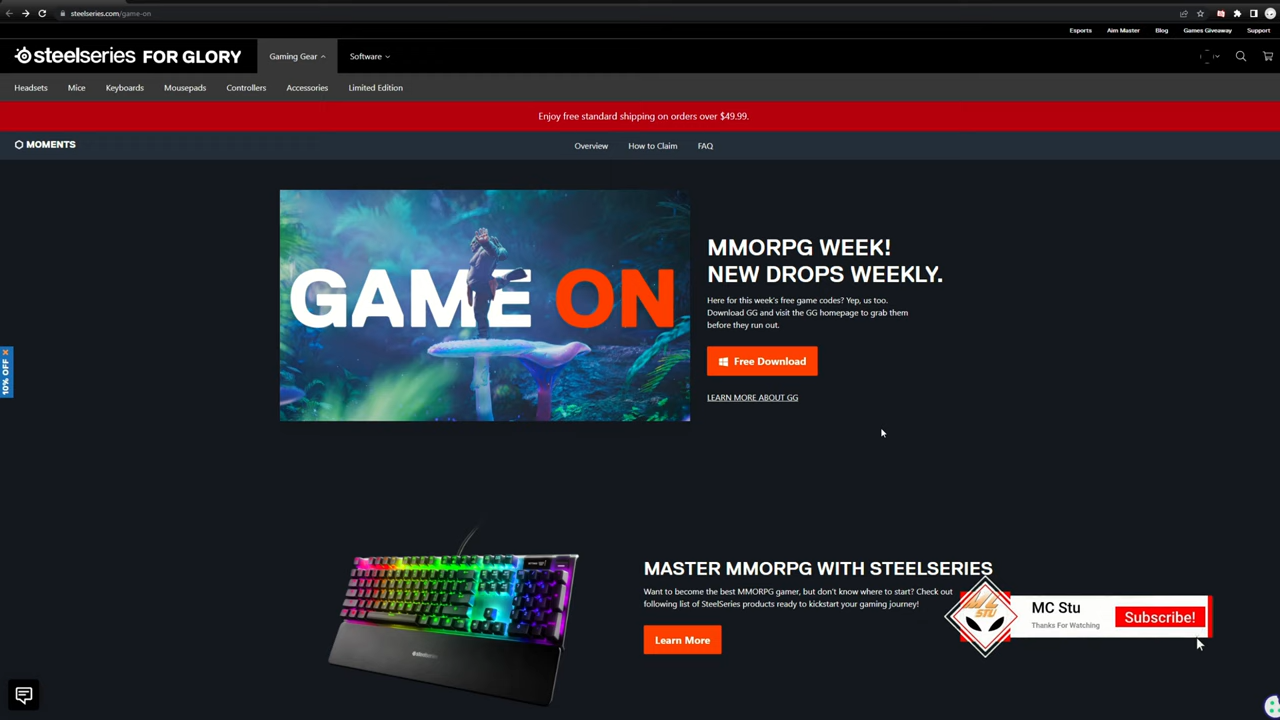 steelseries.com/game-on
Esports Aim Master Blog Games Giveaway Support
steelseries FOR GLORY Gaming Gear Software
Headsets Mice Keyboards Mousepads Controllers Accessories Limited Edition
Enjoy free standard shipping on orders over $49.99.
MOMENTS Overview How to Claim FAQ
GAME ON
MMORPG WEEK!
NEW DROPS WEEKLY.
Here for this week's free game codes? Yep, us too.
Download GG and visit the GG homepage to grab them
before they run out.
Free Download
LEARN MORE ABOUT GG
10% OFF
MASTER MMORPG WITH STEELSERIES
Want to become the best MMORPG gamer, but don't know where to start? Check out
following list of SteelSeries products ready to kickstart your gaming journey!
Learn More
steelseries
MC STU
MC Stu
Thanks For Watching
Subscribe!